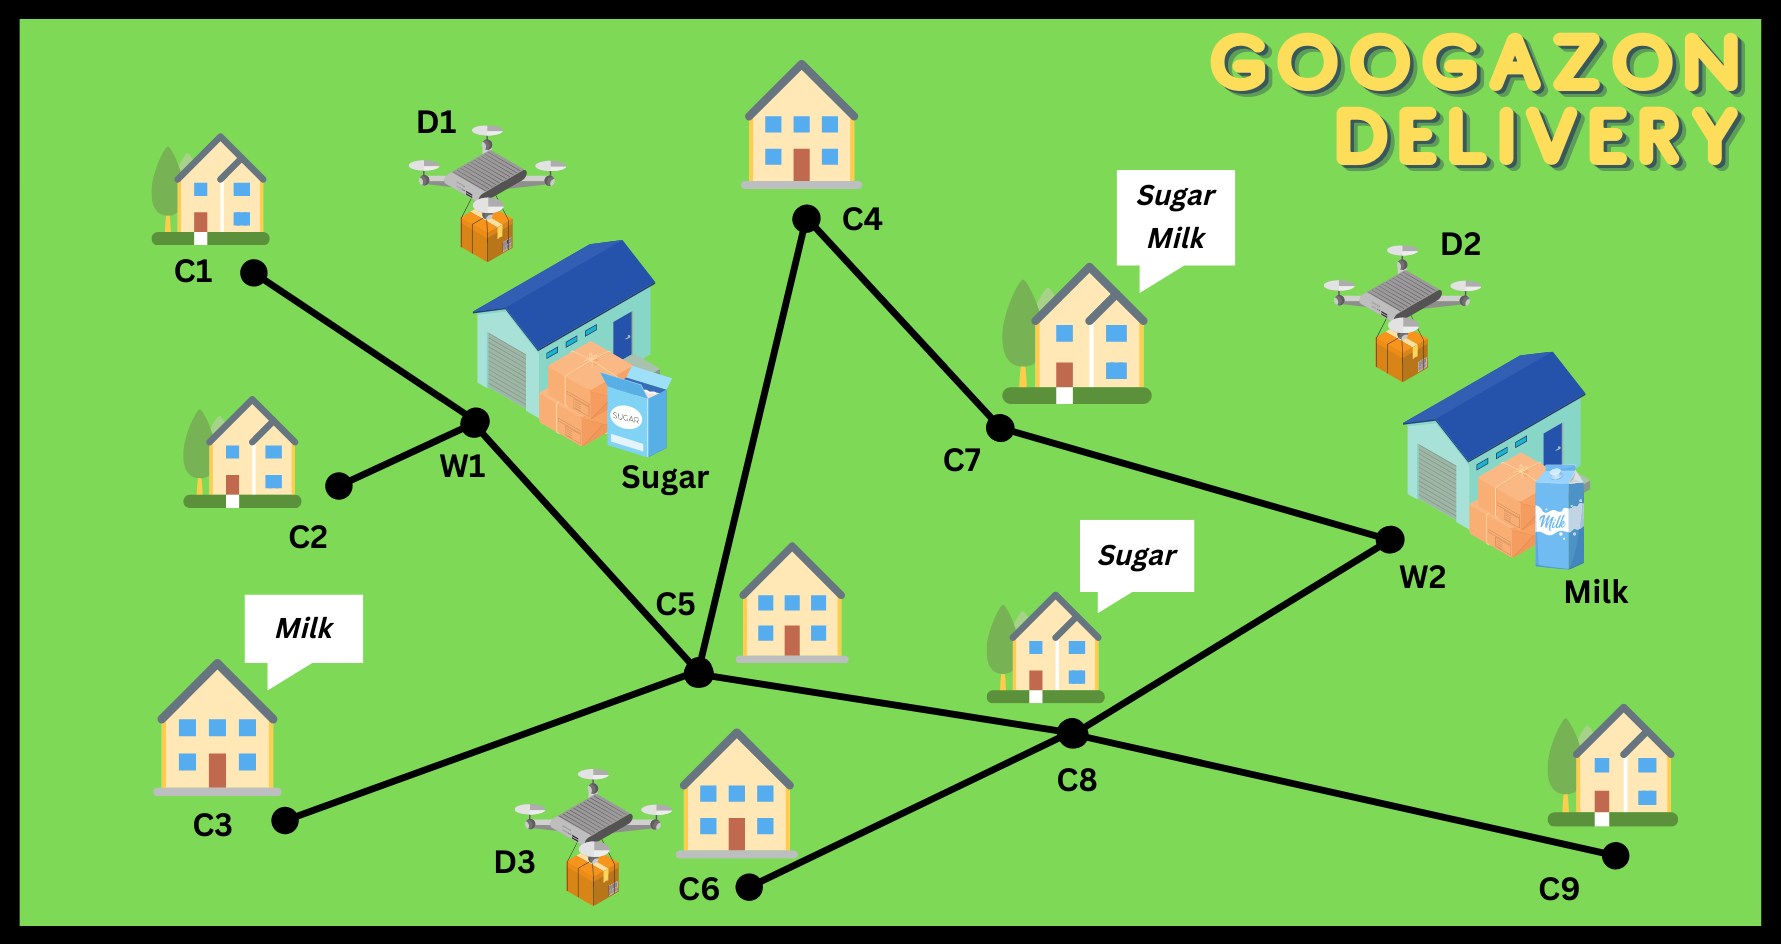 GOOGAZON
DELIVERY
D1
C4
Sugar
Milk
D2
C1
W1
Sugar
SUGAR
C7
C2
Milk
W2
Milk
C5
Sugar
Milk
C3
D3
C6
C8
C9